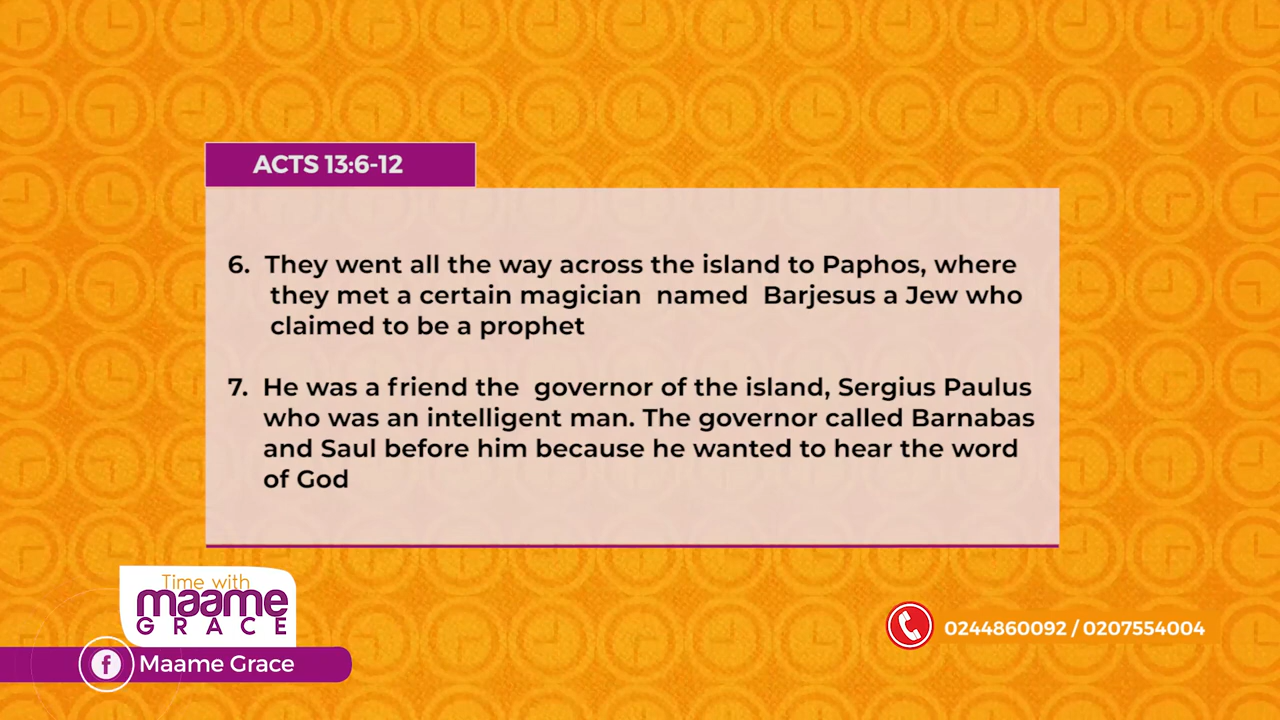 ACTS 13:6-12
6. They went all the way across the island to Paphos, where
they met a certain magician named Barjesus a Jew who
claimed to be a prophet
7. He was a friend the governor of the island, Sergius Paulus
who was an intelligent man. The governor called Barnabas
and Saul before him because he wanted to hear the word
of God
Time with
maame
GRACE
f Maame Grace
0244860092 / 0207554004